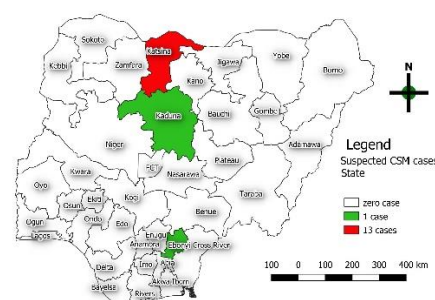 Sokoto
Katsina
Kebbi
Zamfara
Kano
Jigawa
Yobe
Borno
N
Kaduna
Bauchi
Gombe
Adamawa
Niger
FCT
Plateau
Nasarawa
Kwara
Oyo
Taraba
Kogi
Benue
Ekiti
Osun
Ondo
Edo
Ogun
Lagos
Enugu
Anambra
Ebonyi
Cross River
Delta
Imo
Abia
Bayelsa
Rivers
Akwa Ibom
Legend
Suspected CSM cases
State
zero case
1 case
13 cases
100 0 100 200 300 400 km